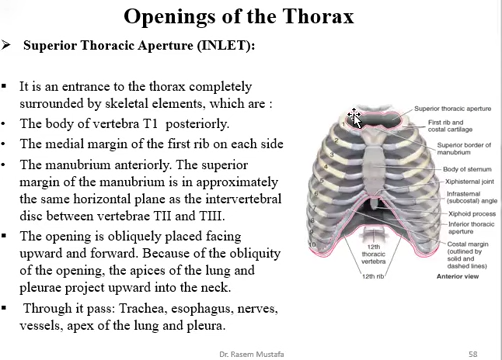 Openings of the Thorax
➢ Superior Thoracic Aperture (INLET):
▪ It is an entrance to the thorax completely
surrounded by skeletal elements, which are :
• The body of vertebra T1 posteriorly.
• The medial margin of the first rib on each side
• The manubrium anteriorly. The superior
margin of the manubrium is in approximately
the same horizontal plane as the intervertebral
disc between vertebrae TII and TIII.
▪ The opening is obliquely placed facing
upward and forward. Because of the obliquity
of the opening, the apices of the lung and
pleurae project upward into the neck.
▪ Through it pass: Trachea, esophagus, nerves,
vessels, apex of the lung and pleura.
Superior thoracic aperture
First rib and
costal cartilage
Superior border of
manubrium
Body of sternum
Xiphisternal joint
Infrasternal
(subcostal) angle
Xiphoid process
Inferior thoracic
aperture
Costal margin
(outlined by
solid and
dashed lines)
12th
thoracic
vertebra
12th rib
Anterior view
Dr. Rasem Mustafa
58